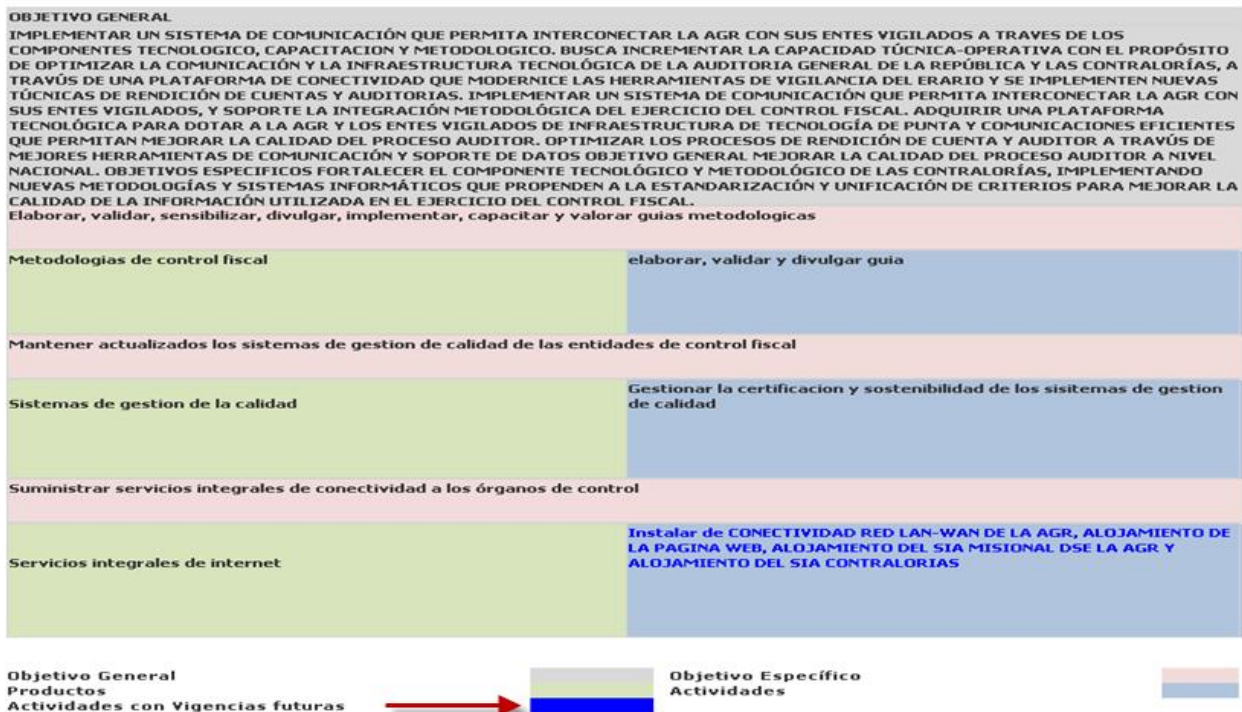 OBJETIVO GENERAL
IMPLEMENTAR UN SISTEMA DE COMUNICACIÓN QUE PERMITA INTERCONECTAR LA AGR CON SUS ENTES VIGILADOS A TRAVES DE LOS
COMPONENTES TECNOLOGICO, CAPACITACION Y METODOLOGICO. BUSCA INCREMENTAR LA CAPACIDAD TÚCNICA-OPERATIVA CON EL PROPÓSITO
DE OPTIMIZAR LA COMUNICACIÓN Y LA INFRAESTRUCTURA TECNOLÓGICA DE LA AUDITORIA GENERAL DE LA REPÚBLICA Y LAS CONTRALORÍAS, A
TRAVÚS DE UNA PLATAFORMA DE CONECTIVIDAD QUE MODERNICE LAS HERRAMIENTAS DE VIGILANCIA DEL ERARIO Y SE IMPLEMENTEN NUEVAS
TÚCNICAS DE RENDICIÓN DE CUENTAS Y AUDITORIAS. IMPLEMENTAR UN SISTEMA DE COMUNICACIÓN QUE PERMITA INTERCONECTAR LA AGR CON
SUS ENTES VIGILADOS, Y SOPORTE LA INTEGRACIÓN METODOLÓGICA DEL EJERCICIO DEL CONTROL FISCAL. ADQUIRIR UNA PLATAFORMA
TECNOLÓGICA PARA DOTAR A LA AGR Y LOS ENTES VIGILADOS DE INFRAESTRUCTURA DE TECNOLOGÍA DE PUNTA Y COMUNICACIONES EFICIENTES
QUE PERMITAN MEJORAR LA CALIDAD DEL PROCESO AUDITOR. OPTIMIZAR LOS PROCESOS DE RENDICIÓN DE CUENTA Y AUDITOR A TRAVÚS DE
MEJORES HERRAMIENTAS DE COMUNICACIÓN Y SOPORTE DE DATOS OBJETIVO GENERAL MEJORAR LA CALIDAD DEL PROCESO AUDITOR A NIVEL
NACIONAL. OBJETIVOS ESPECIFICOS FORTALECER EL COMPONENTE TECNOLÓGICO Y METODOLÓGICO DE LAS CONTRALORÍAS, IMPLEMENTANDO
NUEVAS METODOLOGÍAS Y SISTEMAS INFORMÁTICOS QUE PROPENDEN A LA ESTANDARIZACIÓN Y UNIFICACIÓN DE CRITERIOS PARA MEJORAR LA
CALIDAD DE LA INFORMACIÓN UTILIZADA EN EL EJERCICIO DEL CONTROL FISCAL.
Elaborar, validar, sensibilizar, divulgar, implementar, capacitar y valorar guias metodologicas
Metodologias de control fiscal
elaborar, validar y divulgar guia
Mantener actualizados los sistemas de gestion de calidad de las entidades de control fiscal
Sistemas de gestion de la calidad
Gestionar la certificacion y sostenibilidad de los sisitemas de gestion
de calidad
Suministrar servicios integrales de conectividad a los órganos de control
Servicios integrales de internet
Instalar de CONECTIVIDAD RED LAN-WAN DE LA AGR, ALOJAMIENTO DE
LA PAGINA WEB, ALOJAMIENTO DEL SIA MISIONAL DSE LA AGR Y
ALOJAMIENTO DEL SIA CONTRALORIAS
Objetivo General
Objetivo Específico
Productos
Actividades
Actividades con Vigencias futuras